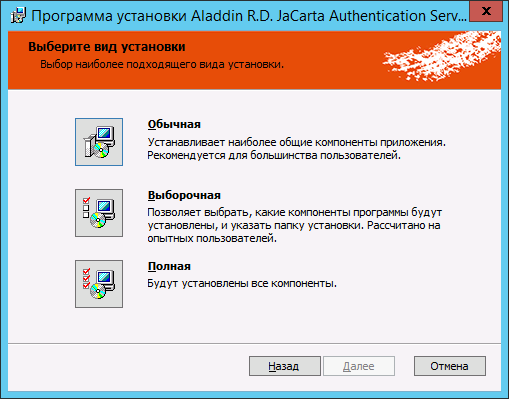 Программа установки Aladdin R.D. JaCarta Authentication Serv...
Выберите вид установки
Выбор наиболее подходящего вида установки.
Обычная
Устанавливает наиболее общие компоненты приложения.
Рекомендуется для большинства пользователей.
Выборочная
Позволяет выбрать, какие компоненты программы будут
установлены, и указать папку установки. Рассчитано на
опытных пользователей.
Полная
Будут установлены все компоненты.
Назад Далее Отмена